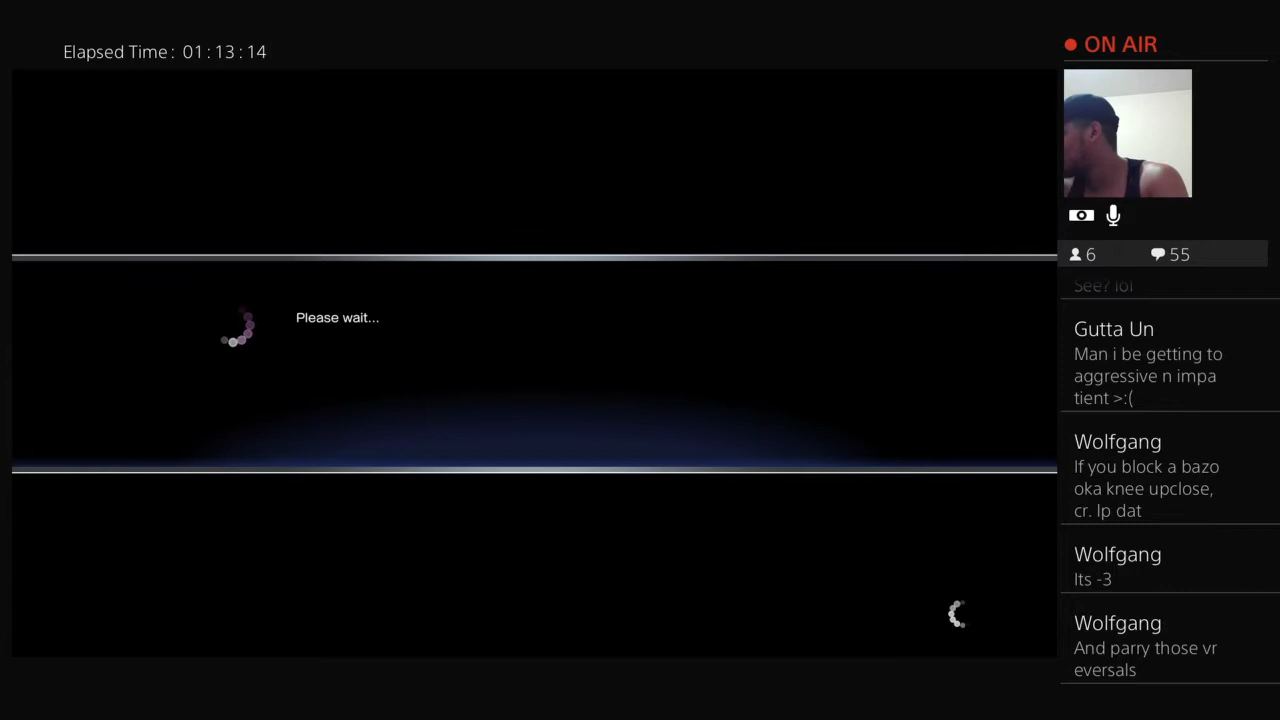 Elapsed Time: 01:13:14
ON AIR
6 55
See? lol
Gutta Un
Man i be getting to
aggressive n impa
tient >:(
Please wait...
Wolfgang
If you block a bazo
oka knee upclose,
cr. lp dat
Wolfgang
Its -3
Wolfgang
And parry those vr
eversals